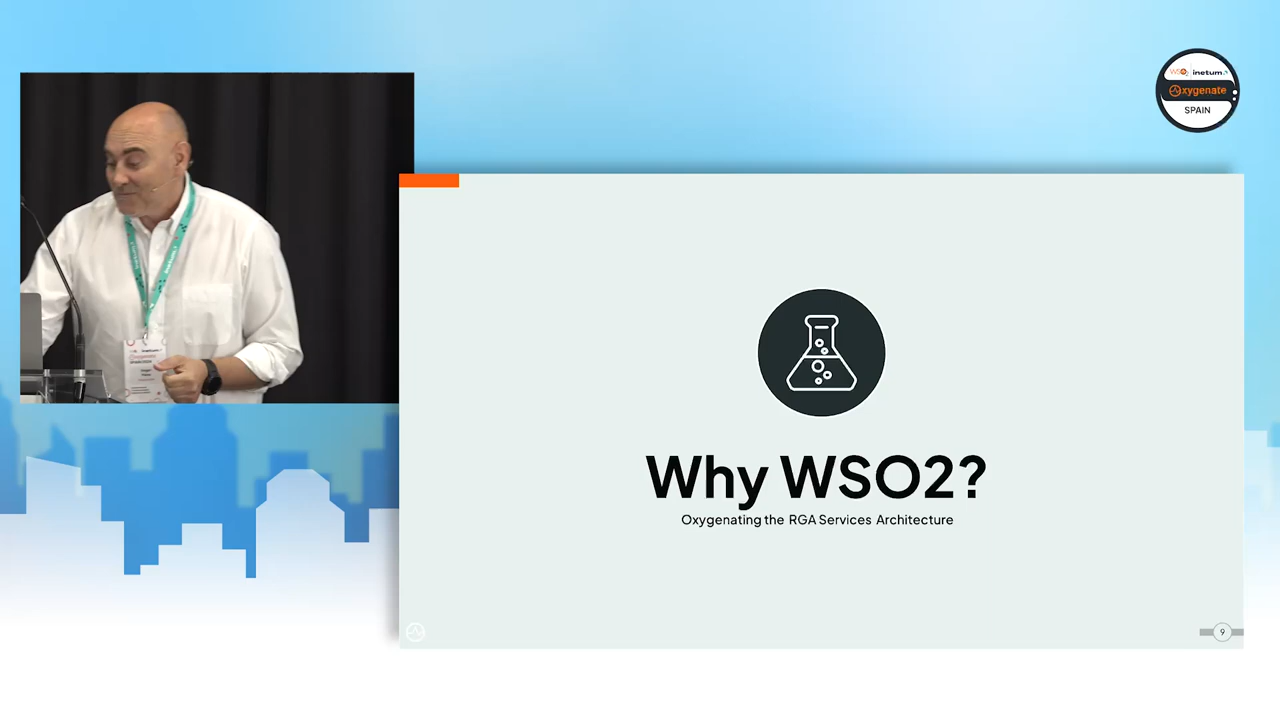 WSO2 inetum.
Oxygenate
SPAIN
Why WSO2?
Oxygenating the RGA Services Architecture
9